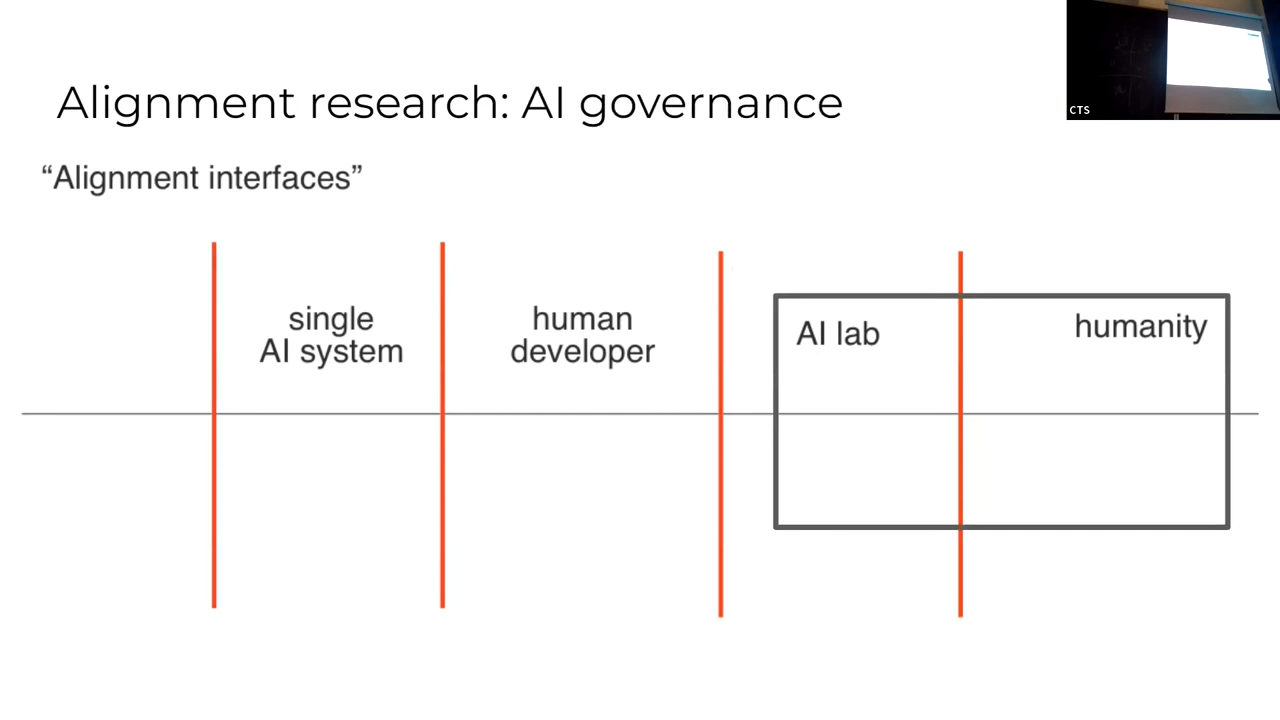 Alignment research: AI governance
CTS
“Alignment interfaces”
single
AI system
human
developer
AI lab
humanity